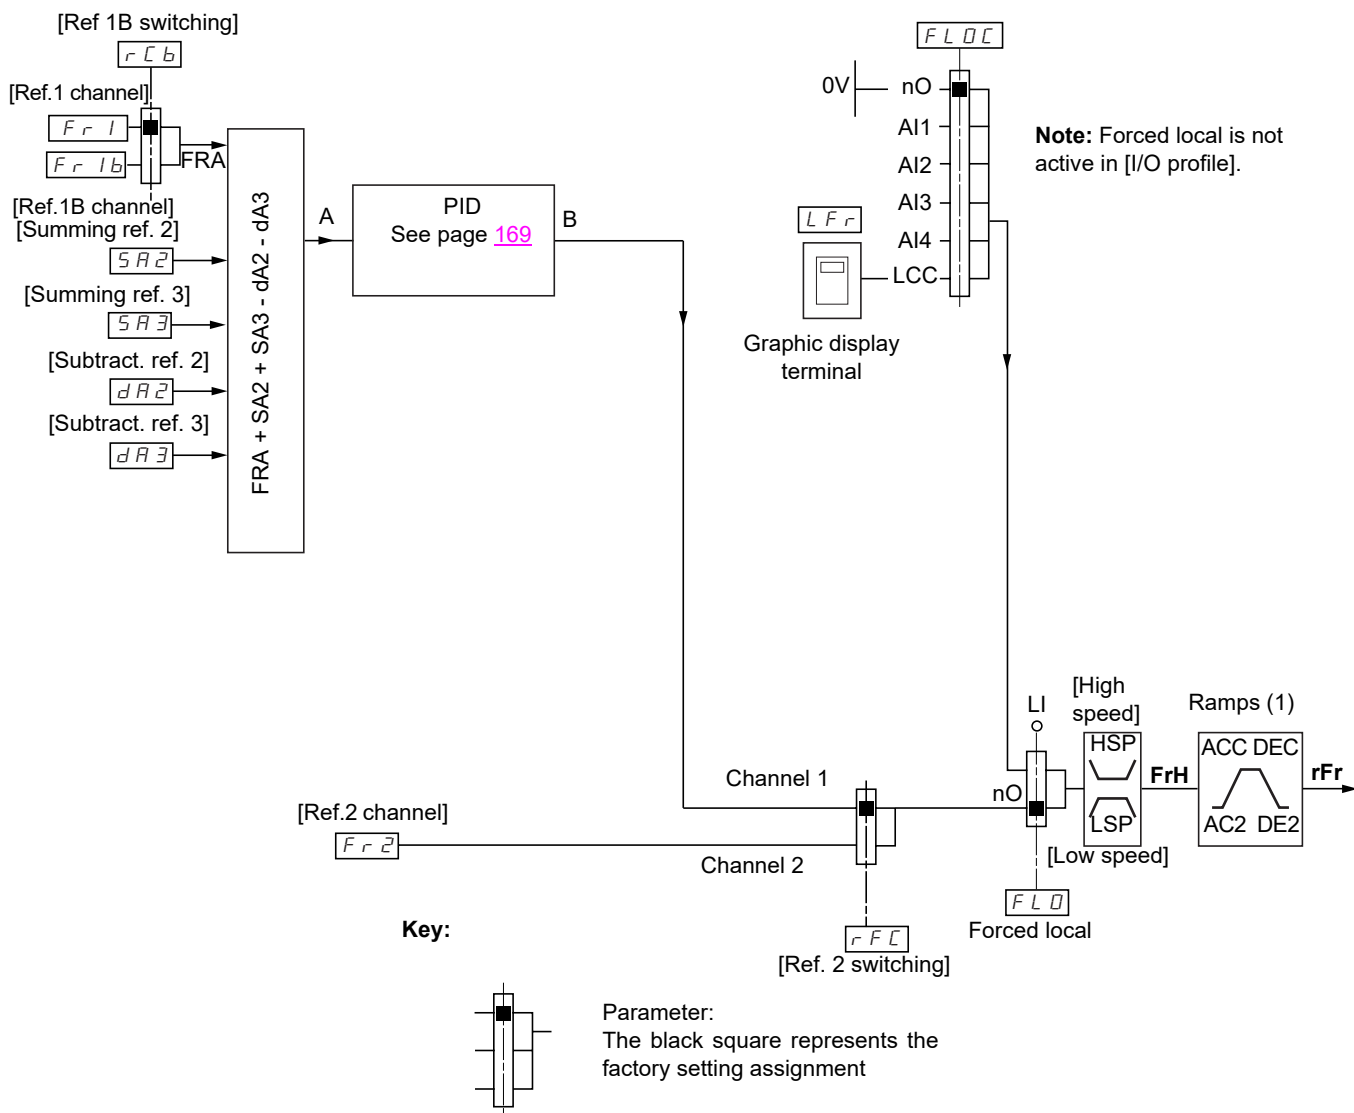 [Ref 1B switching]
rCb
[Ref.1 channel]
Fr1
Fr1b
FRA
[Ref.1B channel]
[Summing ref. 2]
SA2
[Summing ref. 3]
SA3
[Subtract. ref. 2]
dA2
[Subtract. ref. 3]
dA3
FRA + SA2 + SA3 - dA2 - dA3
A
PID
See page 169
B
FLOC
0V
nO
AI1
AI2
AI3
AI4
LCC
LFr
Graphic display
terminal
Note: Forced local is not
active in [I/O profile].
Channel 1
[Ref.2 channel]
Fr2
Channel 2
rFC
[Ref. 2 switching]
LI
nO
FLO
Forced local
[High
speed]
HSP
LSP
[Low speed]
FrH
Ramps (1)
ACC DEC
AC2 DE2
rFr
Key:
Parameter:
The black square represents the
factory setting assignment